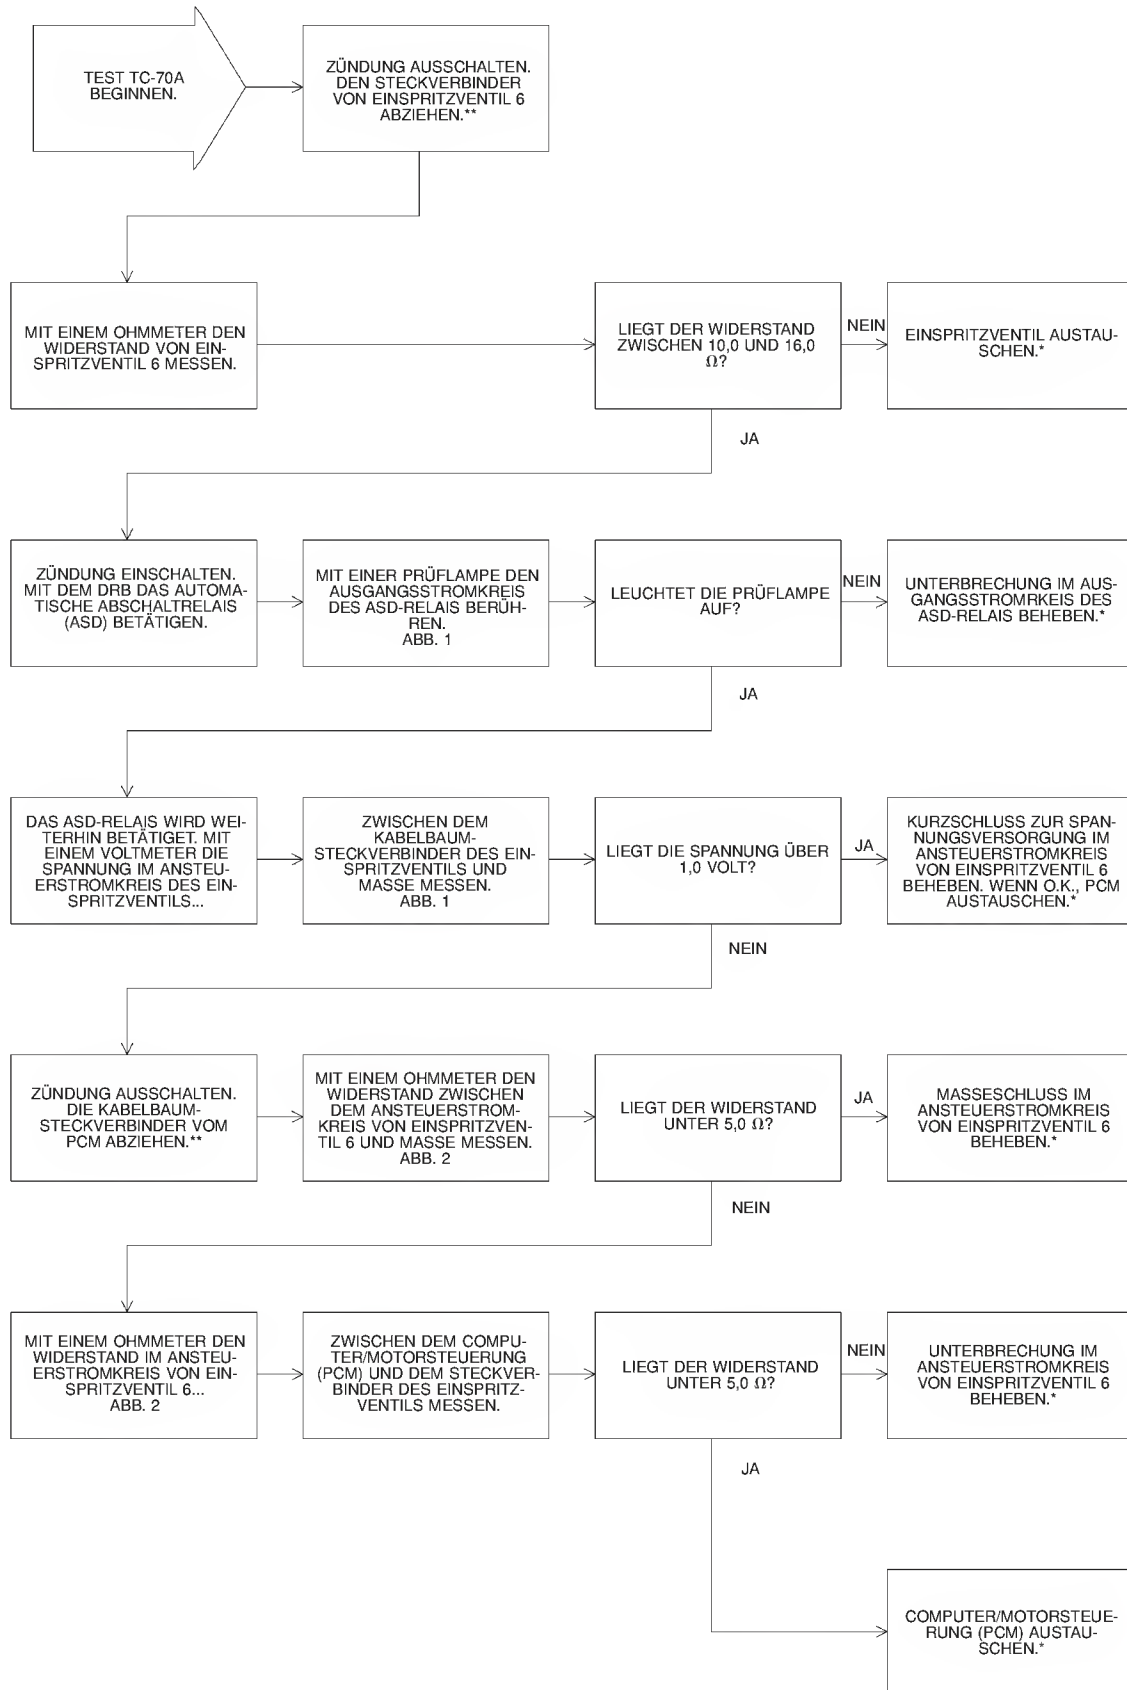 TEST TC-70A
BEGINNEN.
ZÜNDUNG AUSSCHALTEN.
DEN STECKVERBINDER
VON EINSPRITZVENTIL 6
ABZIEHEN.**
MIT EINEM OHMMETER DEN
WIDERSTAND VON EIN-
SPRITZVENTIL 6 MESSEN.
LIEGT DER WIDERSTAND
ZWISCHEN 10,0 UND 16,0
Ω?
NEIN
EINSPRITZVENTIL AUSTAU-
SCHEN.*
JA
ZÜNDUNG EINSCHALTEN.
MIT DEM DRB DAS AUTOMA-
TISCHE ABSCHALTRELAIS
(ASD) BETÄTIGEN.
MIT EINER PRÜFLAMPE DEN
AUSGANGSSTROMKREIS
DES ASD-RELAIS BERÜH-
REN.
ABB. 1
LEUCHTET DIE PRÜFLAMPE
AUF?
NEIN
UNTERBRECHUNG IM AUS-
GANGSSTROMRKEIS DES
ASD-RELAIS BEHEBEN.*
JA
DAS ASD-RELAIS WIRD WEI-
TERHIN BETÄTIGET. MIT
EINEM VOLTMETER DIE
SPANNUNG IM ANSTEU-
ERSTROMKREIS DES EIN-
SPRITZVENTILS...
ZWISCHEN DEM
KABELBAUM-
STECKVERBINDER DES EIN-
SPRITZVENTILS UND
MASSE MESSEN.
ABB. 1
LIEGT DIE SPANNUNG ÜBER
1,0 VOLT?
JA
KURZSCHLUSS ZUR SPAN-
NUNGSVERSORGUNG IM
ANSTEUERSTROMKREIS
VON EINSPRITZVENTIL 6
BEHEBEN. WENN O.K., PCM
AUSTAUSCHEN.*
NEIN
ZÜNDUNG AUSSCHALTEN.
DIE KABELBAUM-
STECKVERBINDER VOM
PCM ABZIEHEN.**
MIT EINEM OHMMETER DEN
WIDERSTAND ZWISCHEN
DEM ANSTEUERSTROM-
KREIS VON EINSPRITZVEN-
TIL 6 UND MASSE MESSEN.
ABB. 2
LIEGT DER WIDERSTAND
UNTER 5,0 Ω?
JA
MASSESCHLUSS IM
ANSTEUERSTROMKREIS
VON EINSPRITZVENTIL 6
BEHEBEN.*
NEIN
MIT EINEM OHMMETER DEN
WIDERSTAND IM ANSTEU-
ERSTROMKREIS VON EIN-
SPRITZVENTIL 6...
ABB. 2
ZWISCHEN DEM COMPU-
TER/MOTORSTEUERUNG
(PCM) UND DEM STECKVER-
BINDER DES EINSPRITZ-
VENTILS MESSEN.
LIEGT DER WIDERSTAND
UNTER 5,0 Ω?
NEIN
UNTERBRECHUNG IM
ANSTEUERSTROMKREIS
VON EINSPRITZVENTIL 6
BEHEBEN.*
JA
COMPUTER/MOTORSTEUE-
RUNG (PCM) AUSTAU-
SCHEN.*